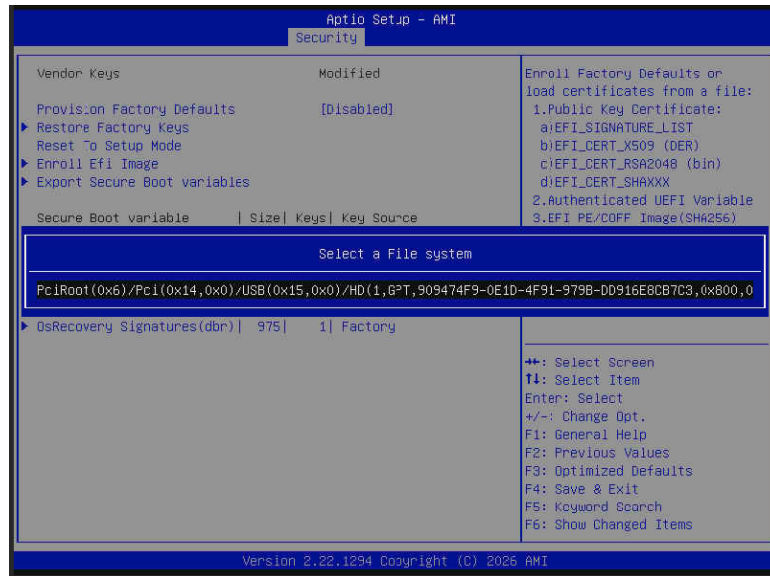 Aptio Setup - AMI
Security
Vendor Keys Modified
Provision Factory Defaults [Disabled]
Restore Factory Keys
Reset To Setup Mode
Enroll Efi Image
Export Secure Boot variables
Secure Boot variable | Size| Keys| Key Source
Enroll Factory Defaults or
load certificates from a file:
1.Public Key Certificate:
a)EFI_SIGNATURE_LIST
b)EFI_CERT_X509 (DER)
c)EFI_CERT_RSA2048 (bin)
d)EFI_CERT_SHAXXX
2.Authenticated UEFI Variable
3.EFI PE/COFF Image(SHA256)
Select a File system
PciRoot(0x6)/Pci(0x14,0x0)/USB(0x15,0x0)/HD(1,GPT,909474F9-0E1D-4F91-979B-DD916E8CB7C3,0x800,0
OsRecovery Signatures(dbr)| 975| 1| Factory
→←: Select Screen
↑↓: Select Item
Enter: Select
+/-: Change Opt.
F1: General Help
F2: Previous Values
F3: Optimized Defaults
F4: Save & Exit
F5: Keyword Search
F6: Show Changed Items
Version 2.22.1294 Copyright (C) 2026 AMI